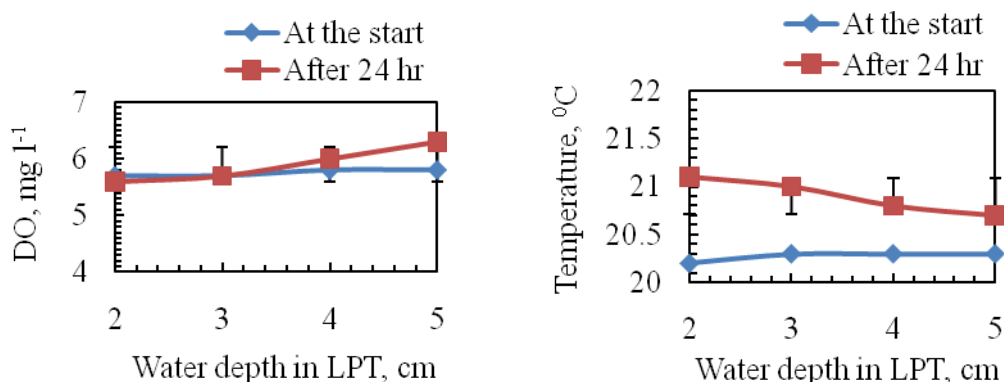 At the start
After 24 hr
DO, mg l⁻¹
7
6
5
4
2 3 4 5
Water depth in LPT, cm
At the start
After 24 hr
Temperature, ⁰C
22
21.5
21
20.5
20
2 3 4 5
Water depth in LPT, cm